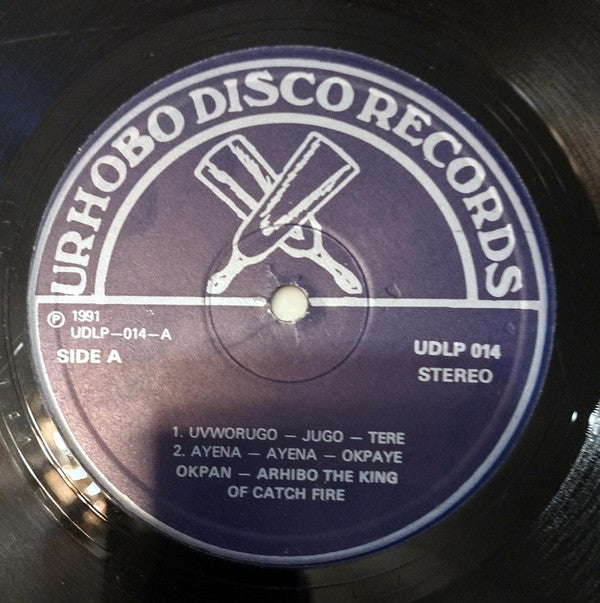 URHOBO DISCO RECORDS
℗ 1991
UDLP—014—A
SIDE A
UDLP 014
STEREO
1. UVWORUGO — JUGO — TERE
2. AYENA — AYENA — OKPAYE
OKPAN — ARHIBO THE KING
OF CATCH FIRE